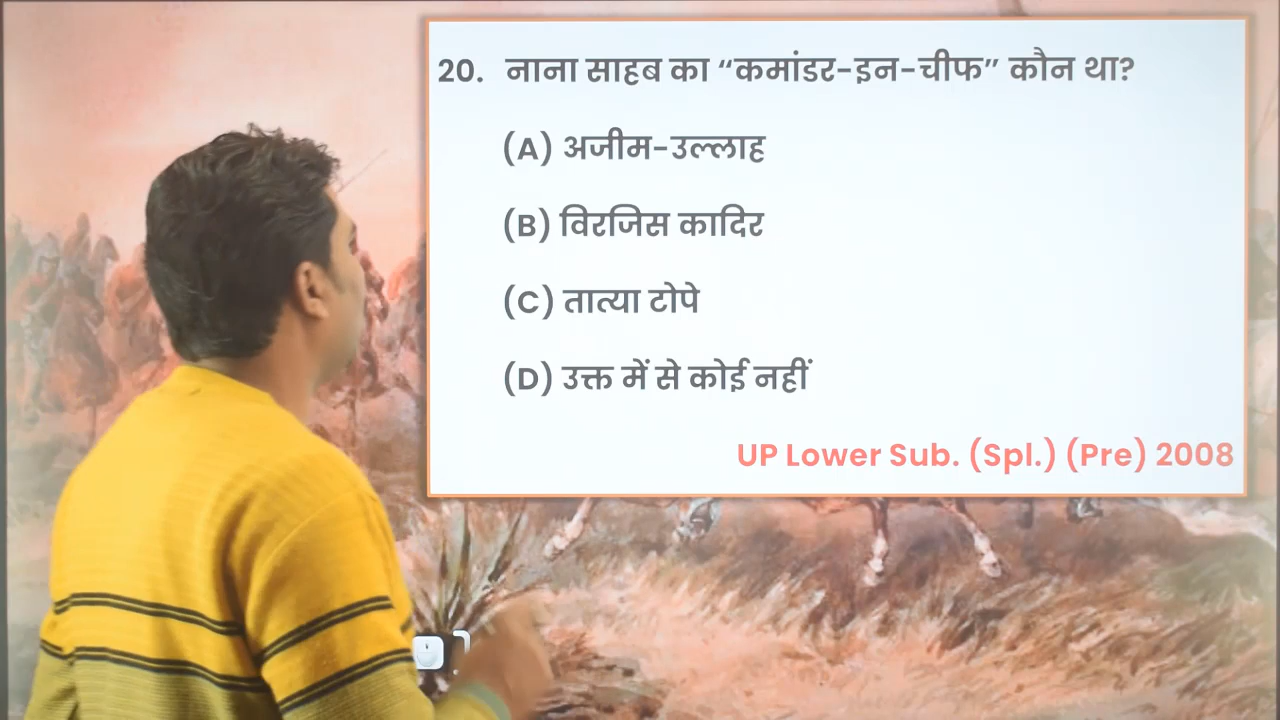 20. नाना साहब का “कमांडर-इन-चीफ” कौन था?
(A) अजीम-उल्लाह
(B) विरजिस कादिर
(C) तात्या टोपे
(D) उक्त में से कोई नहीं
UP Lower Sub. (Spl.) (Pre) 2008